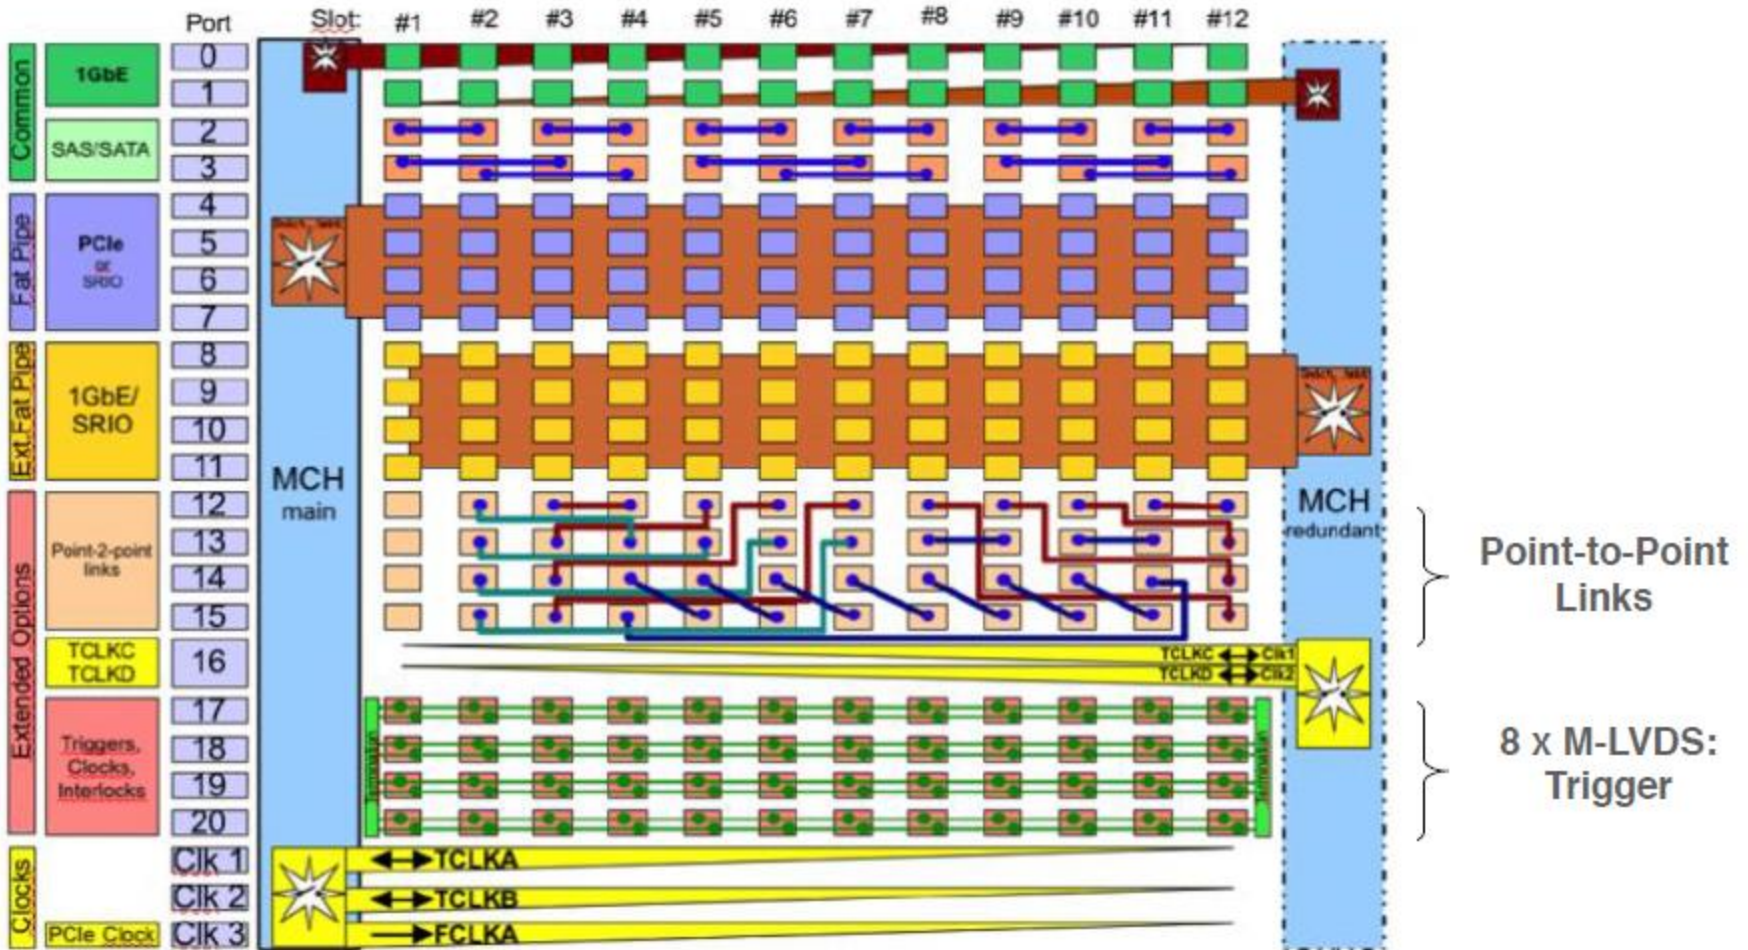 Port Slot: #1 #2 #3 #4 #5 #6 #7 #8 #9 #10 #11 #12
Common
1GbE
0
1
SAS/SATA
2
3
Fat Pipe
PCIe
or
SRIO
4
5
6
7
Ext.Fat Pipe
1GbE/
SRIO
8
9
10
11
Extended Options
Point-2-point
links
12
13
14
15
TCLKC
TCLKD
16
Triggers,
Clocks,
Interlocks
17
18
19
20
Clocks
Clk 1
Clk 2
PCIe Clock
Clk 3
MCH
main
TCLKC
Clk1
TCLKD
Clk2
Termination
Termination
TCLKA
TCLKB
FCLKA
MCH
redundant
Point-to-Point
Links
8 x M-LVDS:
Trigger